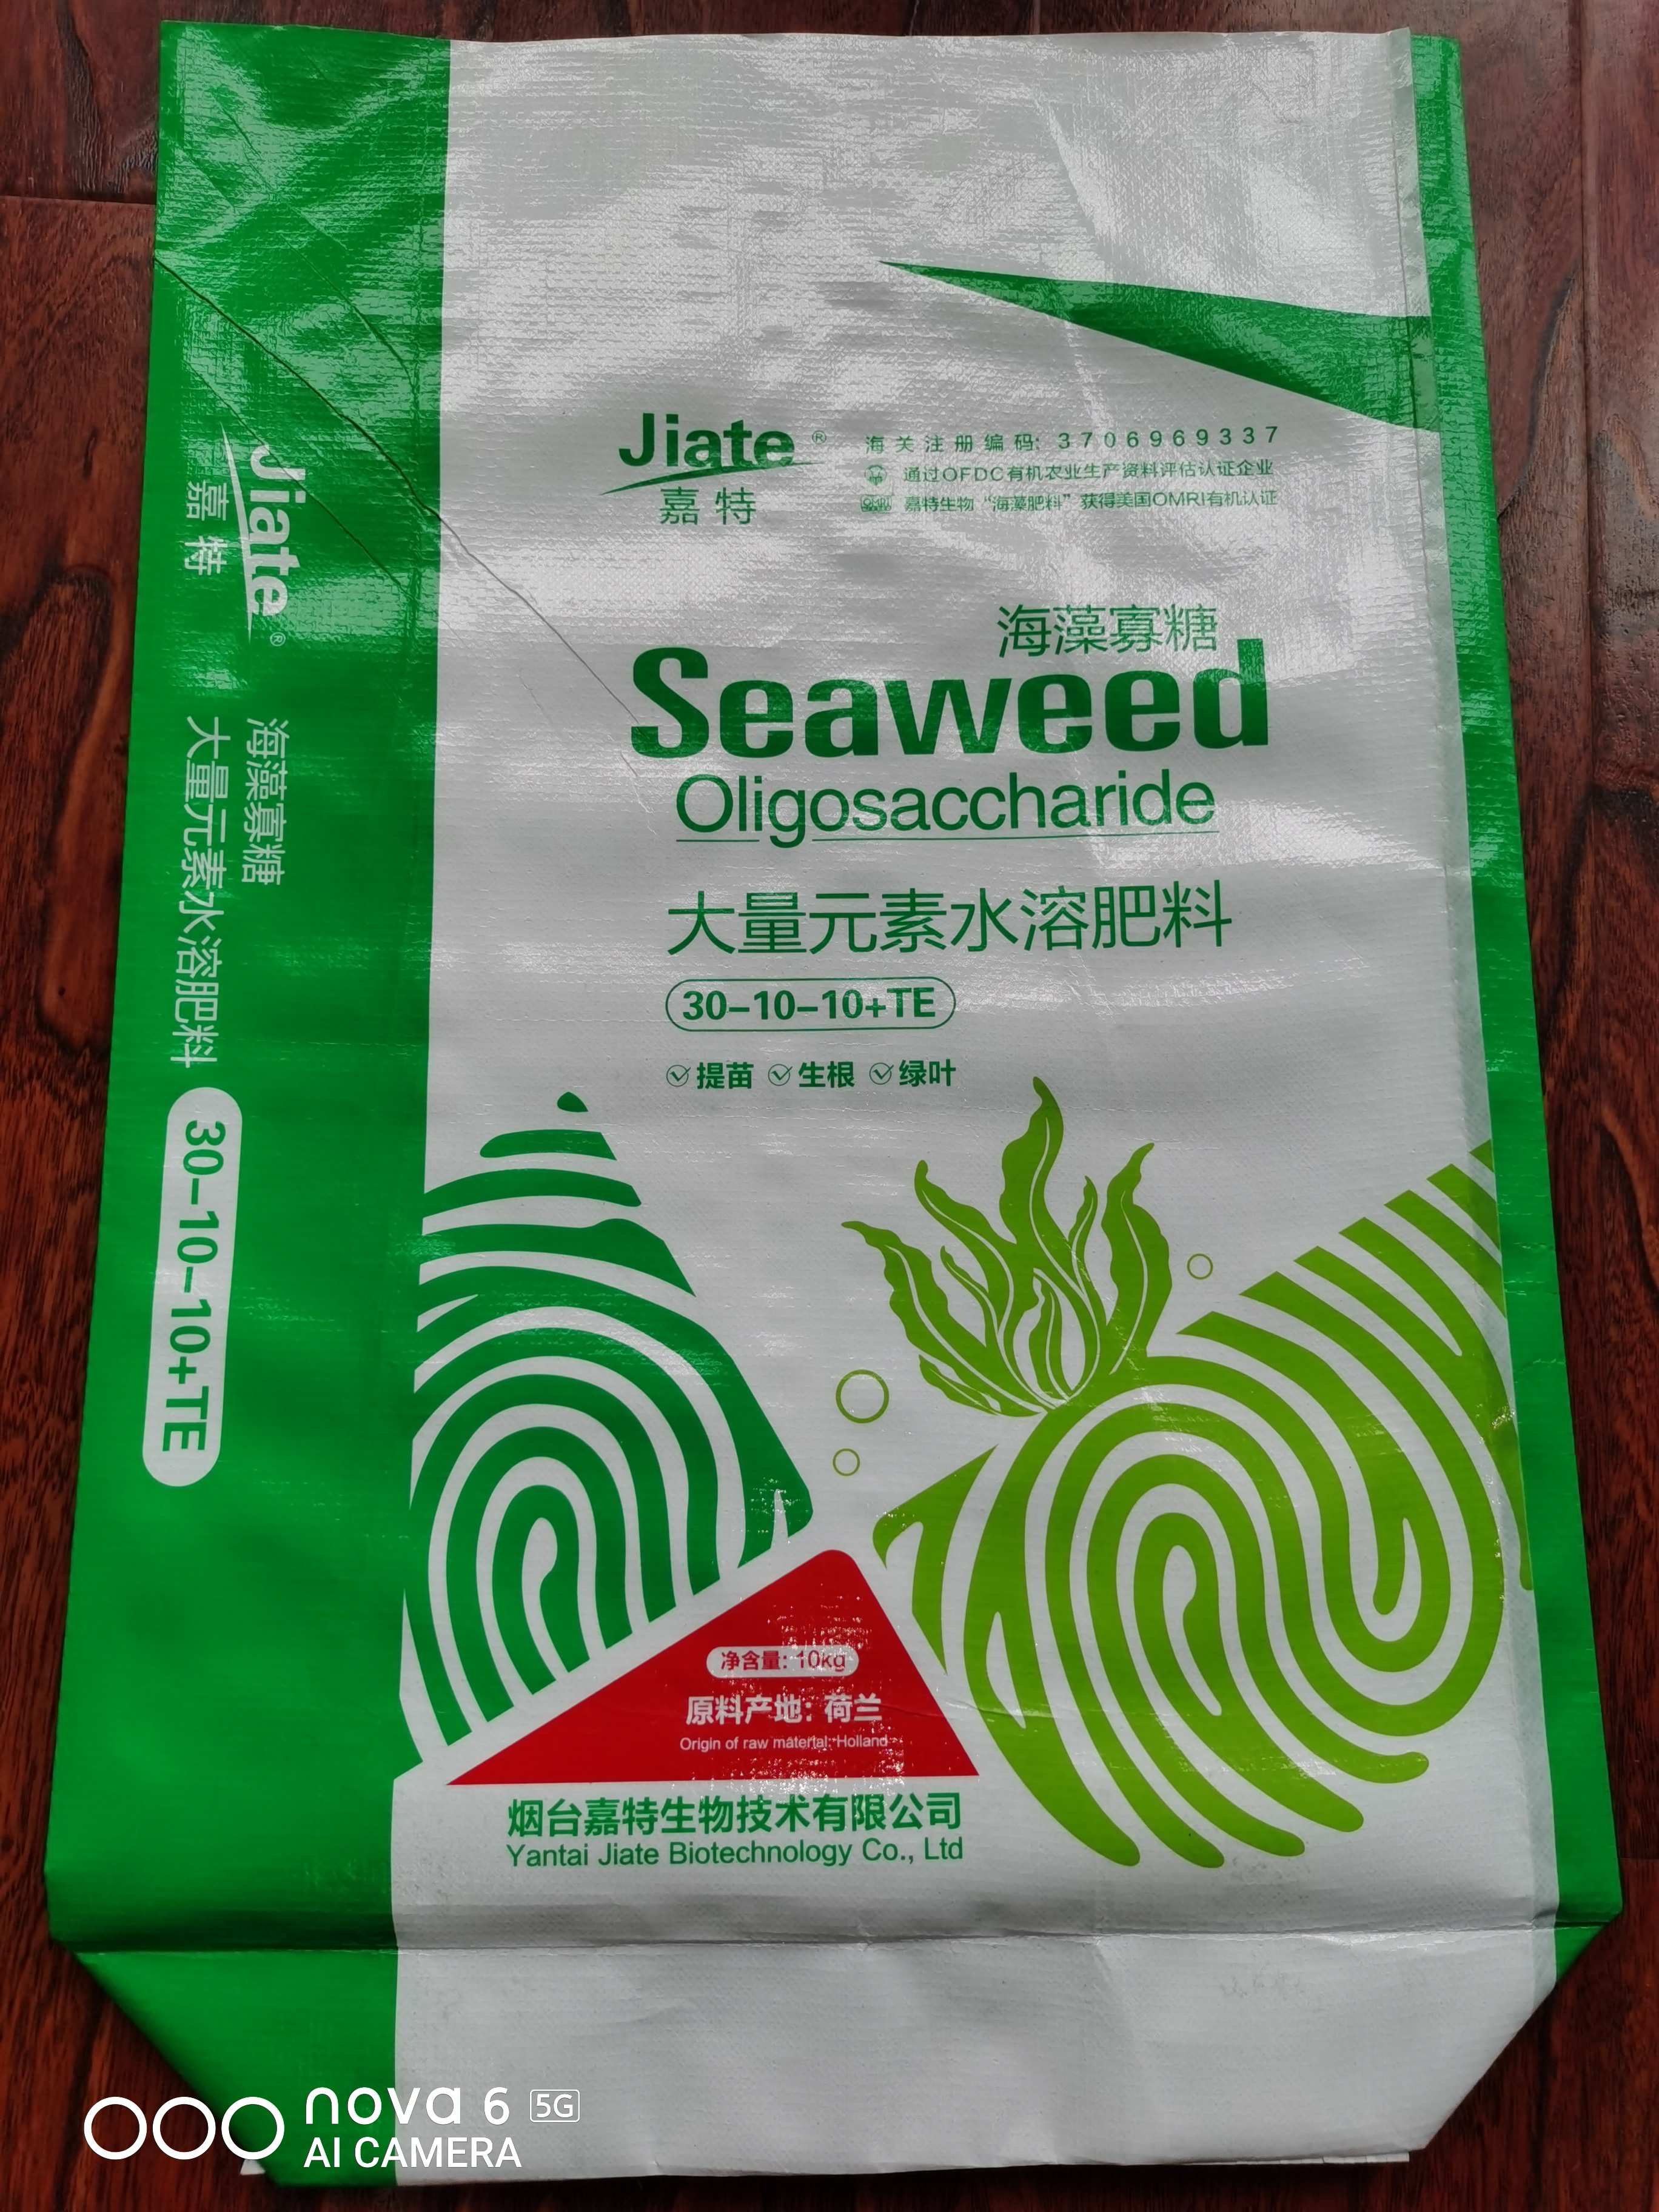 Jiate®
嘉特
海关注册编码: 3706969337
通过OFDC有机农业生产资料评估认证企业
嘉特生物“海藻肥料”获得美国OMRI有机认证
海藻寡糖
Seaweed
Oligosaccharide
大量元素水溶肥料
30-10-10+TE
提苗 生根 绿叶
净含量: 10kg
原料产地: 荷兰
Origin of raw material: Holland
烟台嘉特生物技术有限公司
Yantai Jiate Biotechnology Co., Ltd
Jiate®
嘉特
海藻寡糖
大量元素水溶肥料
30-10-10+TE
nova 6 5G
AI CAMERA